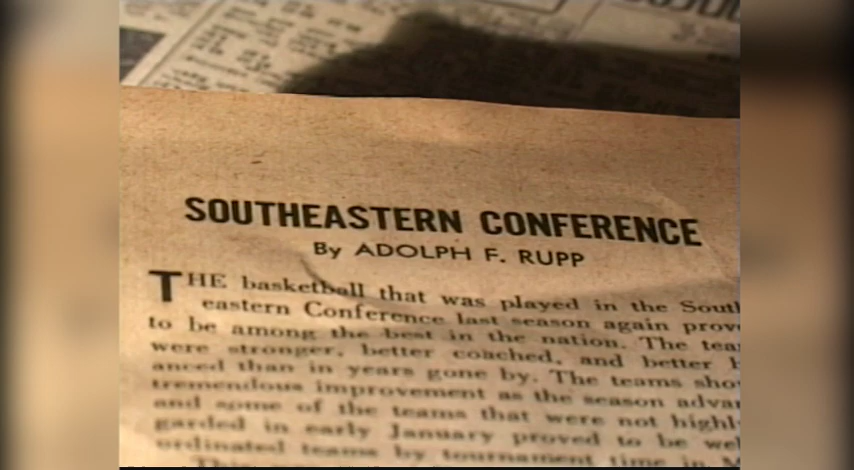 SOUTHEASTERN CONFERENCE
By ADOLPH F. RUPP
THE basketball that was played in the South
eastern Conference last season again prov
to be among the best in the nation. The tea
were stronger, better coached, and better b
anced than in years gone by. The teams sho
tremendous improvement as the season advan
and some of the teams that were not highl
garded in early January proved to be wel
ordinated teams by tournament time in M